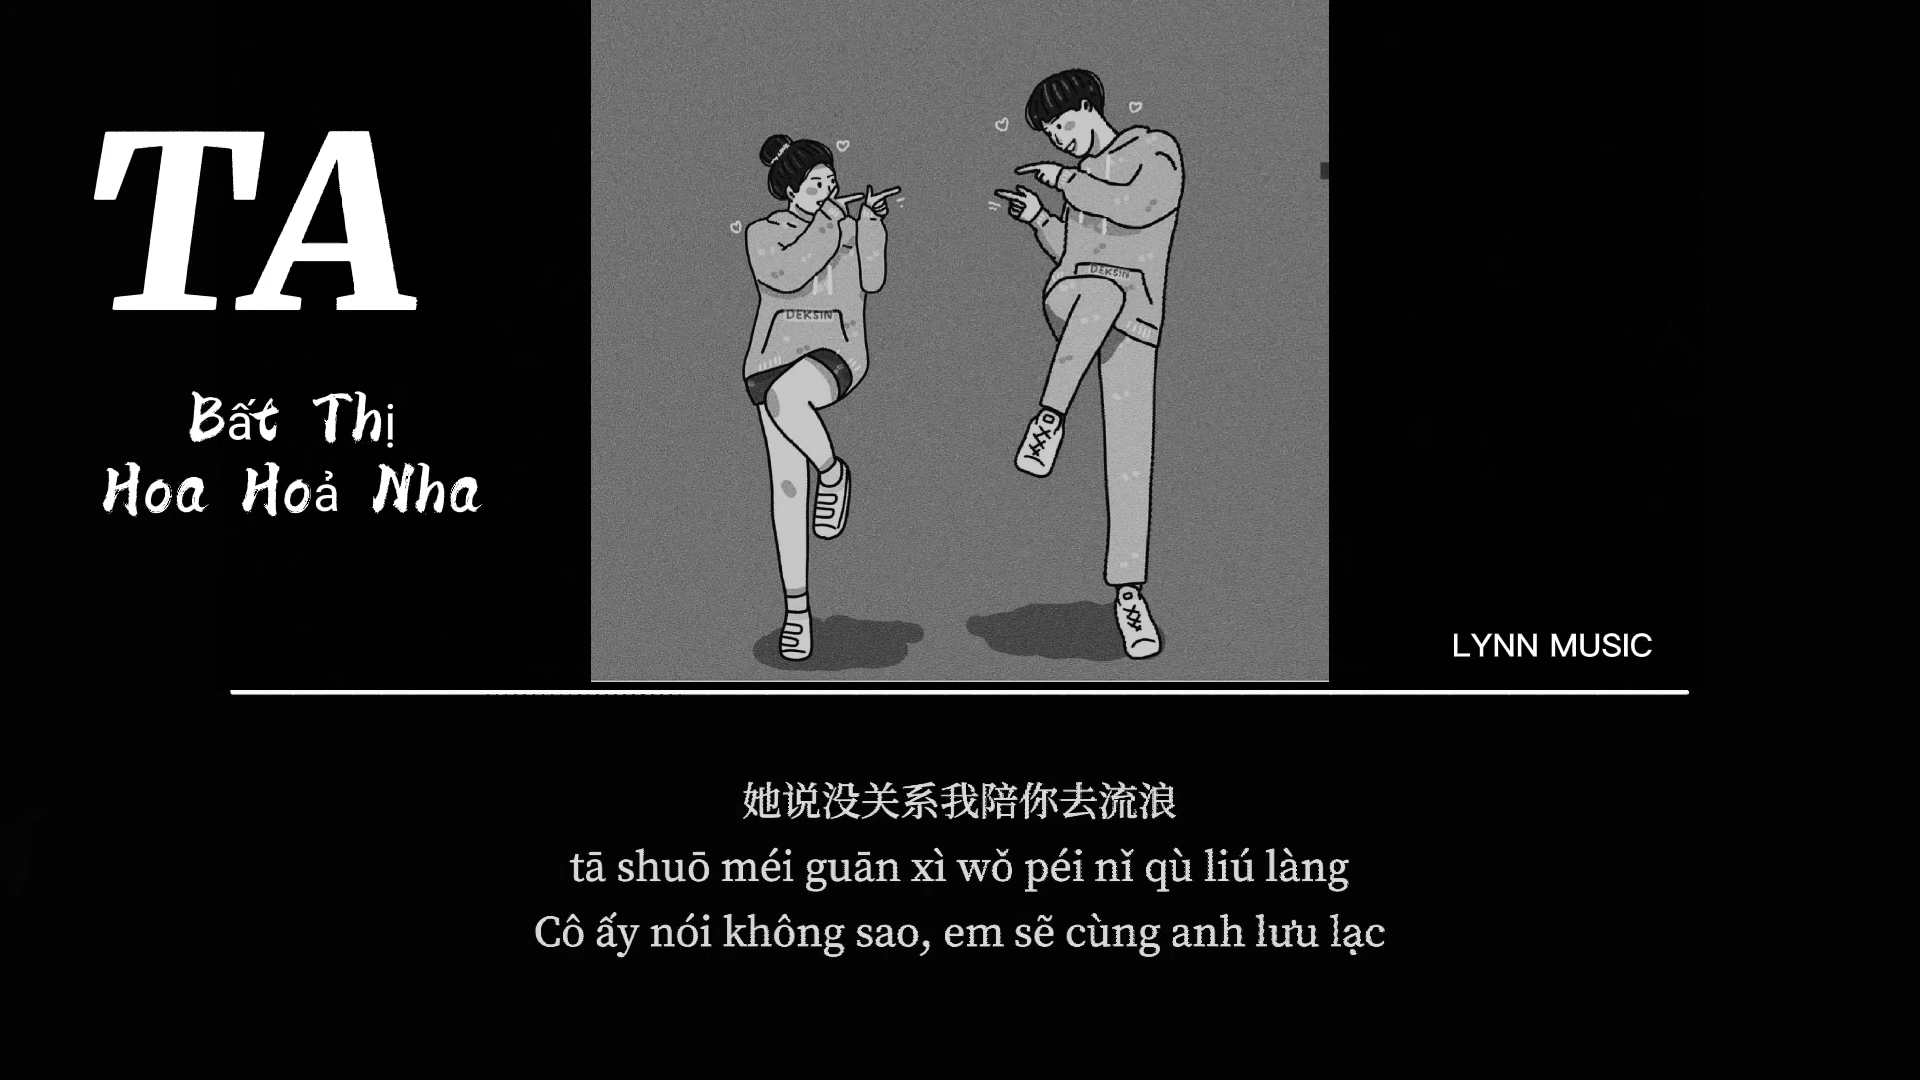 TA
Bất Thị
Hoa Hoả Nha
DEKSIN
DEKSIN
LYNN MUSIC
她说没关系我陪你去流浪
tā shuō méi guān xì wǒ péi nǐ qù liú làng
Cô ấy nói không sao, em sẽ cùng anh lưu lạc